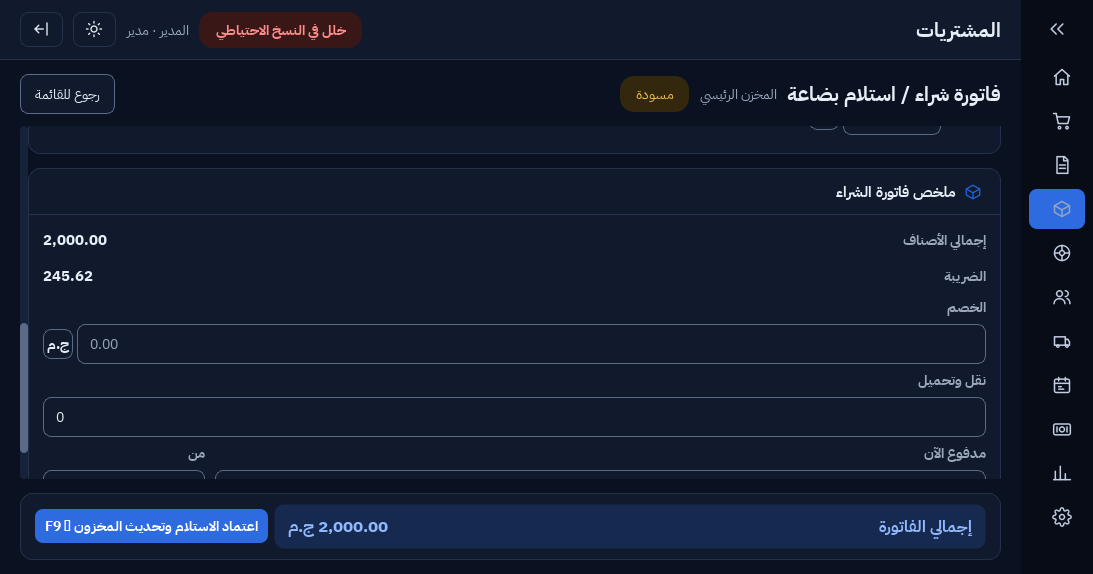 المشتريات
خلل في النسخ الاحتياطي
المدير · مدير
فاتورة شراء / استلام بضاعة
المخزن الرئيسي
مسودة
رجوع للقائمة
ملخص فاتورة الشراء
إجمالي الأصناف 2,000.00
الضريبة 245.62
الخصم
0.00 ج.م
نقل وتحميل
0
مدفوع الآن من
إجمالي الفاتورة 2,000.00 ج.م
اعتماد الاستلام وتحديث المخزون F9